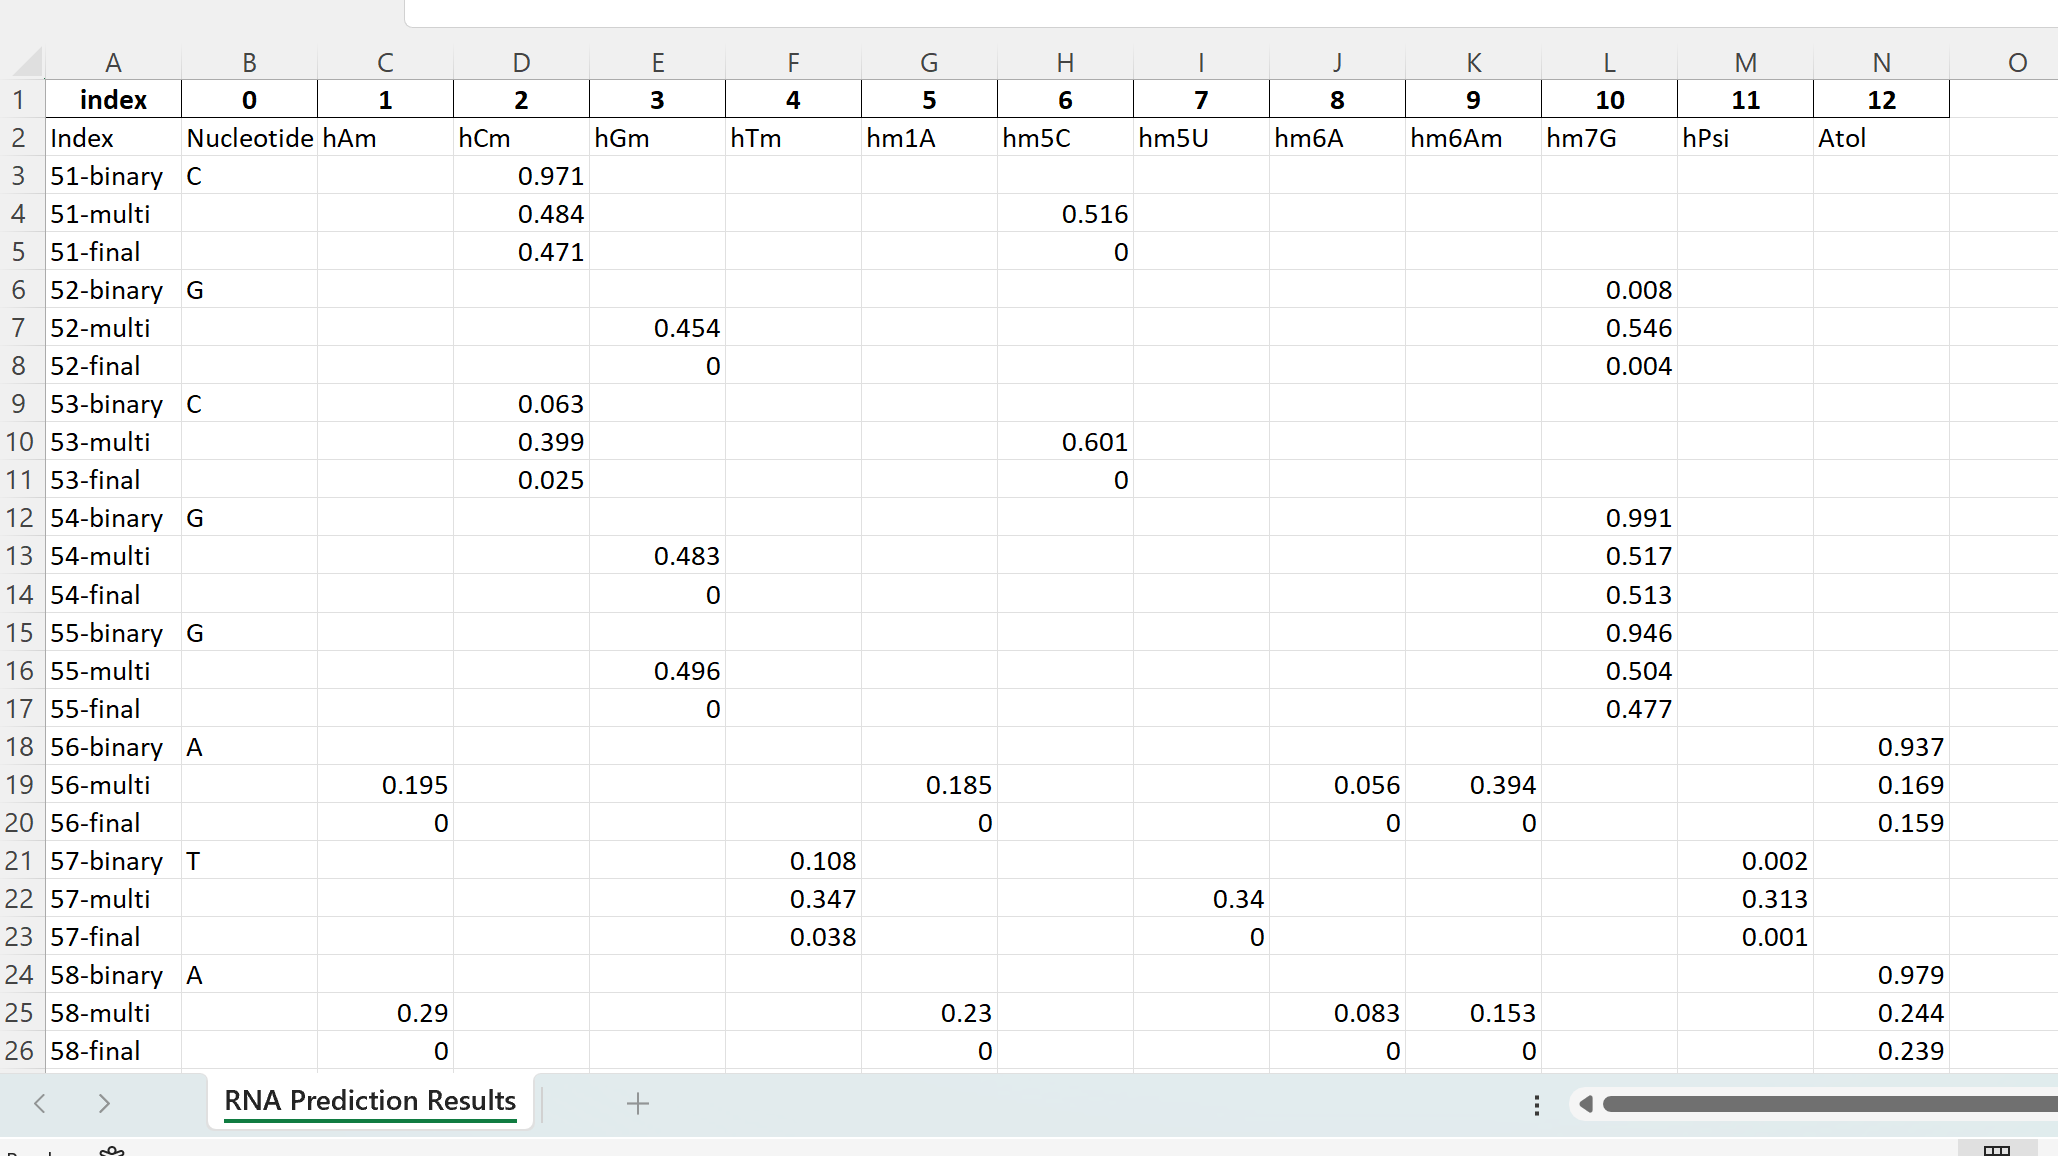 A B C D E F G H I J K L M N O
1 index 0 1 2 3 4 5 6 7 8 9 10 11 12
2 Index Nucleotide hAm hCm hGm hTm hm1A hm5C hm5U hm6A hm6Am hm7G hPsi Atol
3 51-binary C 0.971
4 51-multi 0.484 0.516
5 51-final 0.471 0
6 52-binary G 0.008
7 52-multi 0.454 0.546
8 52-final 0 0.004
9 53-binary C 0.063
10 53-multi 0.399 0.601
11 53-final 0.025 0
12 54-binary G 0.991
13 54-multi 0.483 0.517
14 54-final 0 0.513
15 55-binary G 0.946
16 55-multi 0.496 0.504
17 55-final 0 0.477
18 56-binary A 0.937
19 56-multi 0.195 0.185 0.056 0.394 0.169
20 56-final 0 0 0 0 0.159
21 57-binary T 0.108 0.002
22 57-multi 0.347 0.34 0.313
23 57-final 0.038 0 0.001
24 58-binary A 0.979
25 58-multi 0.29 0.23 0.083 0.153 0.244
26 58-final 0 0 0 0 0.239
RNA Prediction Results